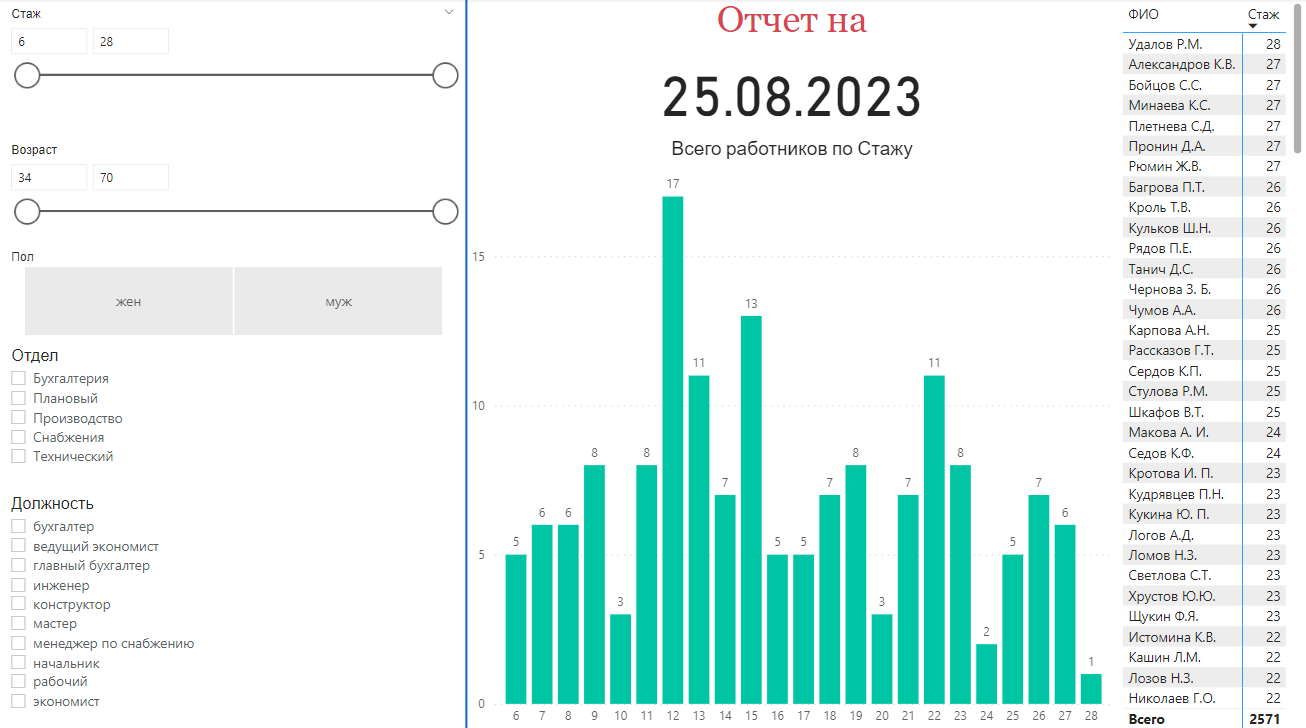 Стаж
6 28
Возраст
34 70
Пол
жен муж
Отдел
Бухгалтерия
Плановый
Производство
Снабжения
Технический
Должность
бухгалтер
ведущий экономист
главный бухгалтер
инженер
конструктор
мастер
менеджер по снабжению
начальник
рабочий
экономист
Отчет на
25.08.2023
Всего работников по Стажу
17
15
13
11 11
10
8 8 8 8
7 7 7 7
6 6 6
5 5 5 5
5
3 3
2
1
0
6 7 8 9 10 11 12 13 14 15 16 17 18 19 20 21 22 23 24 25 26 27 28
ФИО Стаж
Удалов Р.М. 28
Александров К.В. 27
Бойцов С.С. 27
Минаева К.С. 27
Плетнева С.Д. 27
Пронин Д.А. 27
Рюмин Ж.В. 27
Багрова П.Т. 26
Кроль Т.В. 26
Кульков Ш.Н. 26
Рядов П.Е. 26
Танич Д.С. 26
Чернова З. Б. 26
Чумов А.А. 26
Карпова А.Н. 25
Рассказов Г.Т. 25
Сердов К.П. 25
Стулова Р.М. 25
Шкафов В.Т. 25
Макова А. И. 24
Седов К.Ф. 24
Кротова И. П. 23
Кудрявцев П.Н. 23
Кукина Ю. П. 23
Логов А.Д. 23
Ломов Н.З. 23
Светлова С.Т. 23
Хрустов Ю.Ю. 23
Щукин Ф.Я. 23
Истомина К.В. 22
Кашин Л.М. 22
Лозов Н.З. 22
Николаев Г.О. 22
Всего 2571